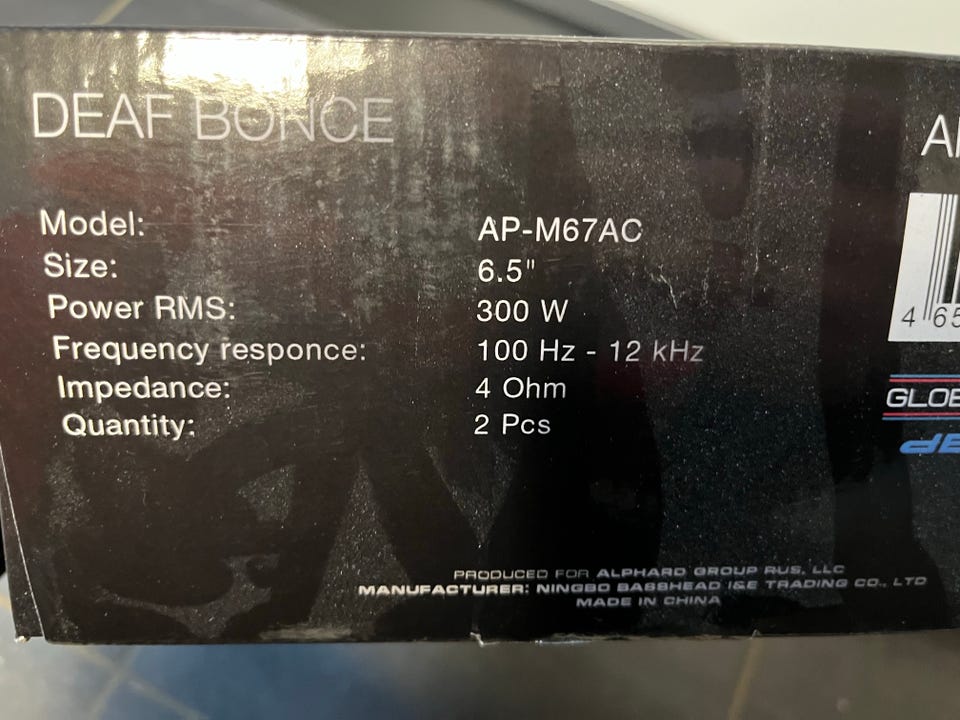 DEAF BONCE
Model: AP-M67AC
Size: 6.5"
Power RMS: 300 W
Frequency responce: 100 Hz - 12 kHz
Impedance: 4 Ohm
Quantity: 2 Pcs
4 65
PRODUCED FOR ALPHARD GROUP RUS, LLC
MANUFACTURER: NINGBO BASSHEAD I&E TRADING CO., LTD
MADE IN CHINA